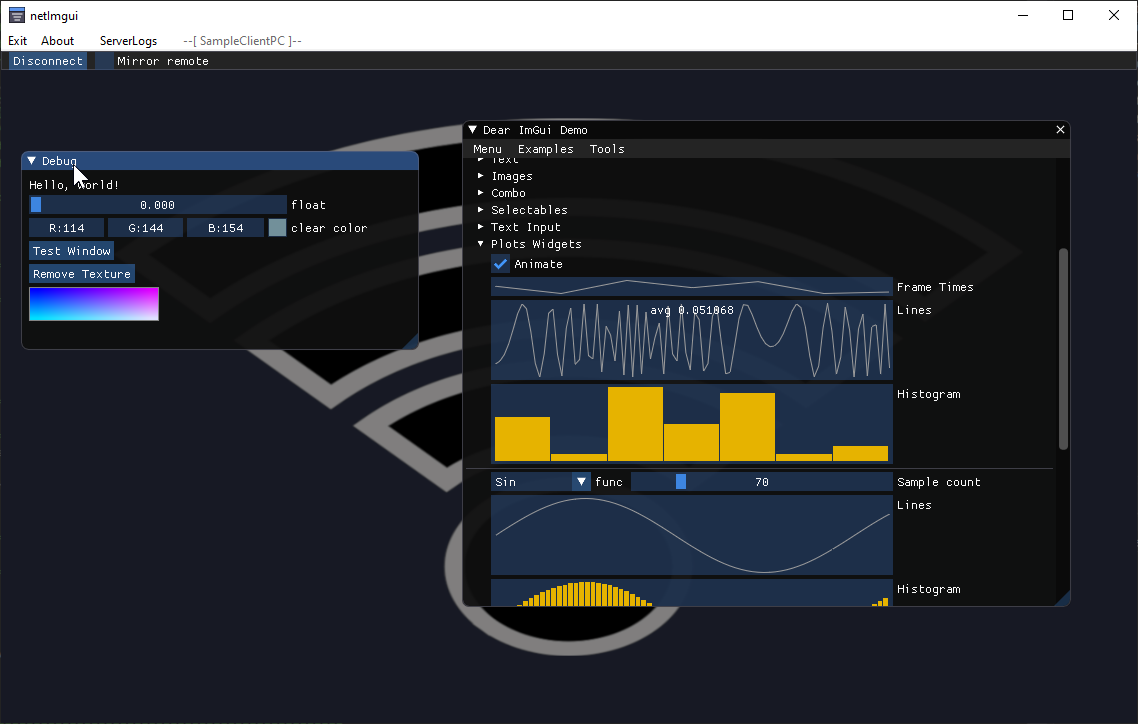 netImgui
Exit About ServerLogs --[ SampleClientPC ]--
Disconnect Mirror remote
Debug
Hello, world!
0.000 float
R:114 G:144 B:154 clear color
Test Window
Remove Texture
Dear ImGui Demo
Menu Examples Tools
Text
Images
Combo
Selectables
Text Input
Plots Widgets
Animate
Frame Times
avg 0.051068 Lines
Histogram
Sin func 70 Sample count
Lines
Histogram